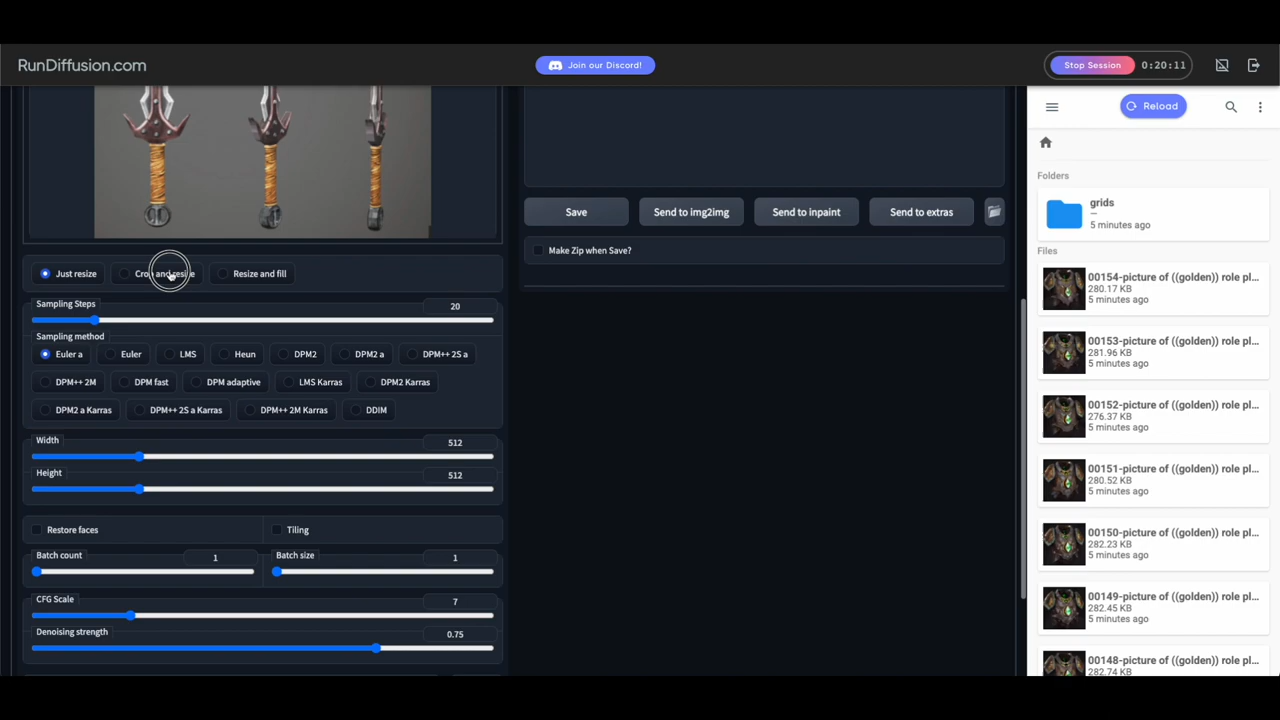 RunDiffusion.com
Join our Discord!
Stop Session
0:20:11
Reload
Folders
grids
—
5 minutes ago
Files
00154-picture of ((golden)) role pl...
280.17 KB
5 minutes ago
00153-picture of ((golden)) role pl...
281.96 KB
5 minutes ago
00152-picture of ((golden)) role pl...
276.37 KB
5 minutes ago
00151-picture of ((golden)) role pl...
280.52 KB
5 minutes ago
00150-picture of ((golden)) role pl...
282.23 KB
5 minutes ago
00149-picture of ((golden)) role pl...
282.45 KB
5 minutes ago
00148-picture of ((golden)) role pl...
282.74 KB
Save
Send to img2img
Send to inpaint
Send to extras
Make Zip when Save?
Just resize
Crop and resize
Resize and fill
Sampling Steps
20
Sampling method
Euler a
Euler
LMS
Heun
DPM2
DPM2 a
DPM++ 2S a
DPM++ 2M
DPM fast
DPM adaptive
LMS Karras
DPM2 Karras
DPM2 a Karras
DPM++ 2S a Karras
DPM++ 2M Karras
DDIM
Width
512
Height
512
Restore faces
Tiling
Batch count
1
Batch size
1
CFG Scale
7
Denoising strength
0.75